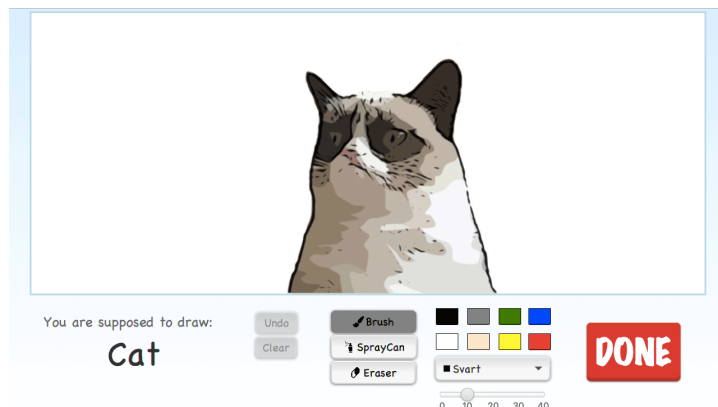 You are supposed to draw:
Cat
Undo
Clear
Brush
SprayCan
Eraser
Svart
0 10 20 30 40
DONE